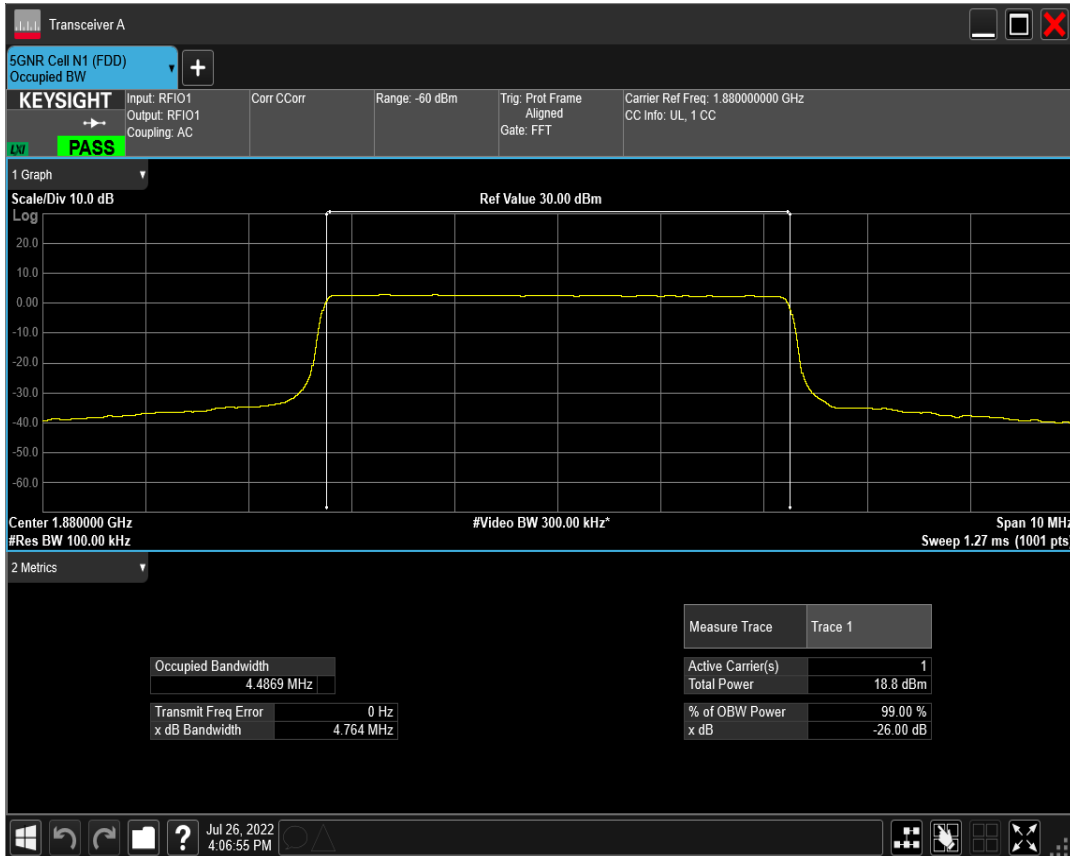 Transceiver A
5GNR Cell N1 (FDD)
Occupied BW
+
KEYSIGHT
LXI
PASS
Input: RFIO1
Output: RFIO1
Coupling: AC
Corr CCorr
Range: -60 dBm
Trig: Prot Frame
Aligned
Gate: FFT
Carrier Ref Freq: 1.880000000 GHz
CC Info: UL, 1 CC
1 Graph
Scale/Div 10.0 dB
Ref Value 30.00 dBm
Log
20.0
10.0
0.00
-10.0
-20.0
-30.0
-40.0
-50.0
-60.0
Center 1.880000 GHz
#Video BW 300.00 kHz*
Span 10 MHz
#Res BW 100.00 kHz
Sweep 1.27 ms (1001 pts)
2 Metrics
Measure Trace Trace 1
Occupied Bandwidth
4.4869 MHz
Active Carrier(s) 1
Total Power 18.8 dBm
Transmit Freq Error 0 Hz
x dB Bandwidth 4.764 MHz
% of OBW Power 99.00 %
x dB -26.00 dB
?
Jul 26, 2022
4:06:55 PM